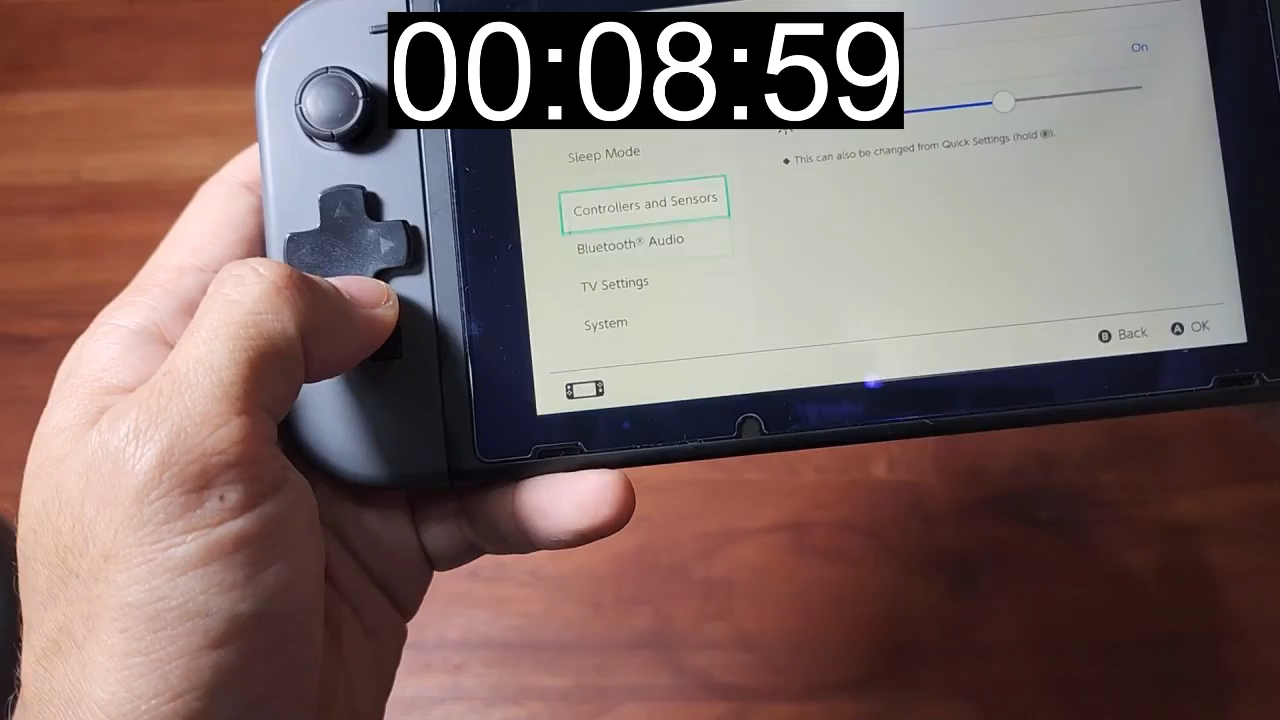 00:08:59
On
Sleep Mode
◆ This can also be changed from Quick Settings (hold Ⓗ).
Controllers and Sensors
Bluetooth® Audio
TV Settings
System
B Back A OK